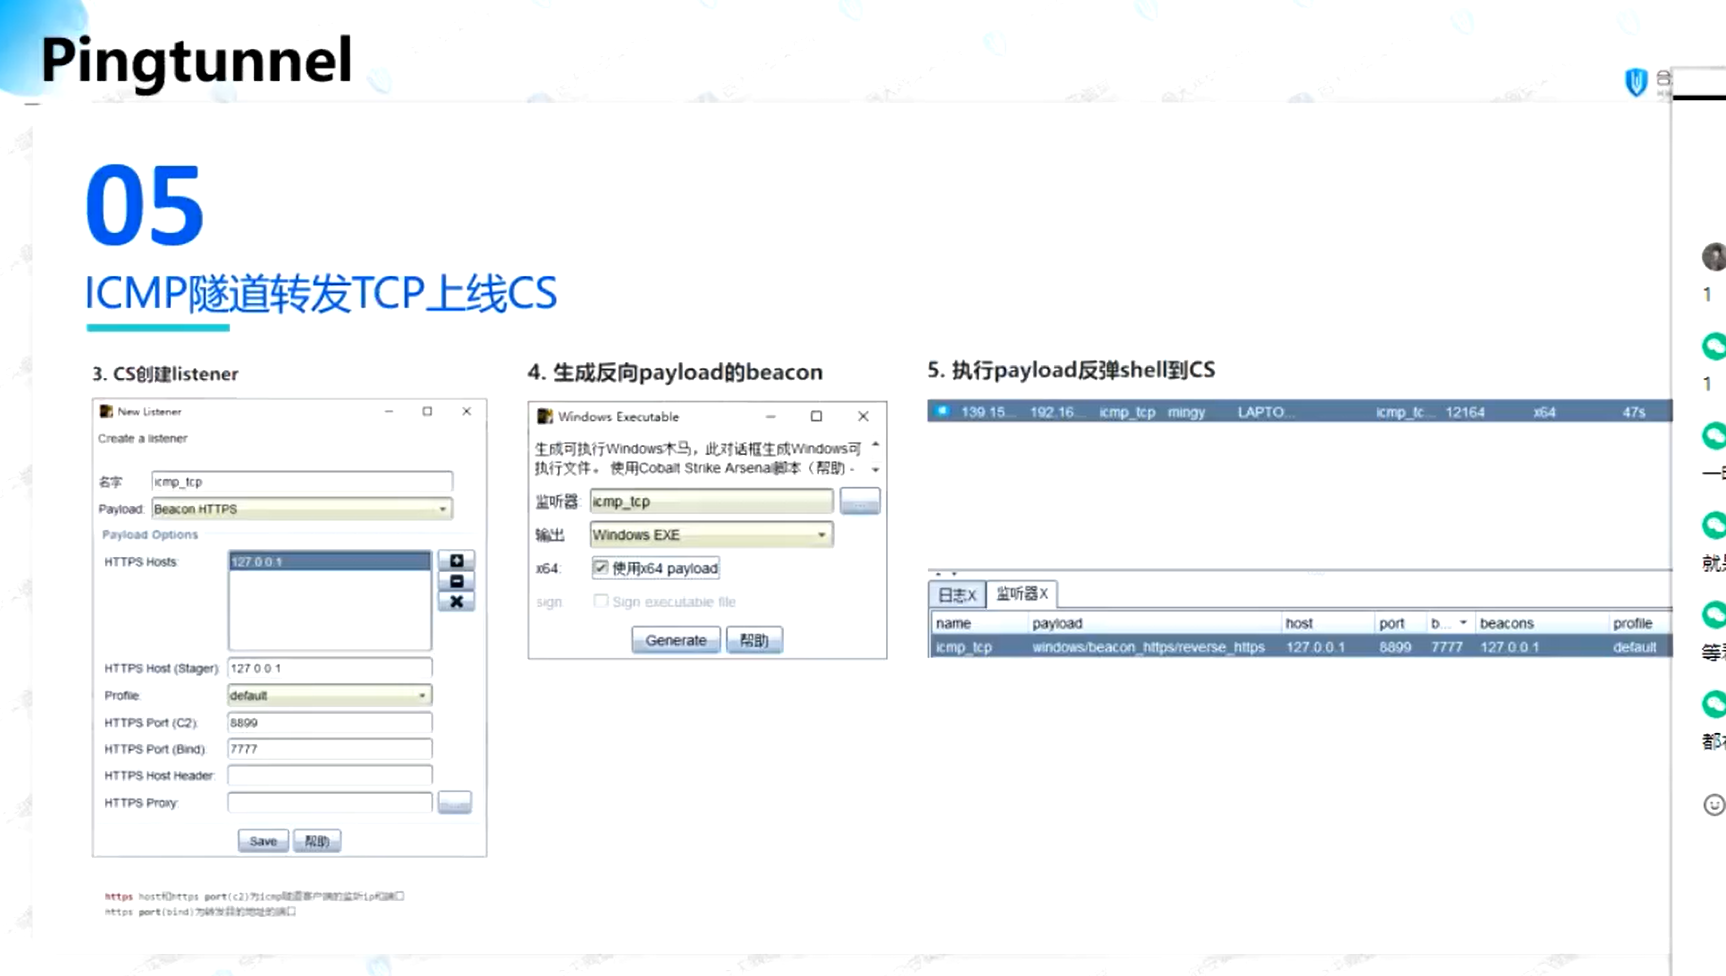 Pingtunnel
05
ICMP隧道转发TCP上线CS
3. CS创建listener
New Listener
Create a listener
名字 icmp_tcp
Payload: Beacon HTTPS
Payload Options
HTTPS Hosts: 127.0.0.1
HTTPS Host (Stager): 127.0.0.1
Profile: default
HTTPS Port (C2): 8899
HTTPS Port (Bind): 7777
HTTPS Host Header:
HTTPS Proxy:
Save 帮助
https host和https port(c2)为icmp隧道客户端的监听ip和端口
https port(bind)为转发目的地址的端口
4. 生成反向payload的beacon
Windows Executable
生成可执行Windows木马，此对话框生成Windows可
执行文件。 使用Cobalt Strike Arsenal脚本（帮助 -
监听器: icmp_tcp
输出 Windows EXE
x64: 使用x64 payload
sign: Sign executable file
Generate 帮助
5. 执行payload反弹shell到CS
139.15... 192.16... icmp_tcp mingy LAPTO... icmp_tc... 12164 x64 47s
日志X 监听器X
name payload host port b... beacons profile
icmp_tcp windows/beacon_https/reverse_https 127.0.0.1 8899 7777 127.0.0.1 default
1
1
一
就
等
都